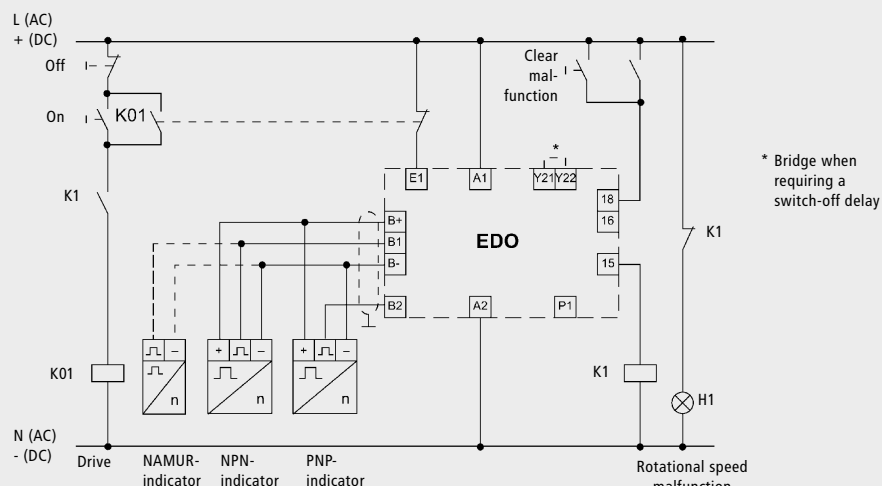 L (AC)
+ (DC)
Off
On
K01
K1
K01
N (AC)
- (DC)
Drive
NAMUR-
indicator
NPN-
indicator
PNP-
indicator
Clear
mal-
function
*
E1
A1
Y21
Y22
18
16
15
B+
B1
B-
B2
EDO
A2
P1
– 
+ –
+ –
n
n
n
K1
K1
H1
Rotational speed
malfunction
* Bridge when
requiring a
switch-off delay